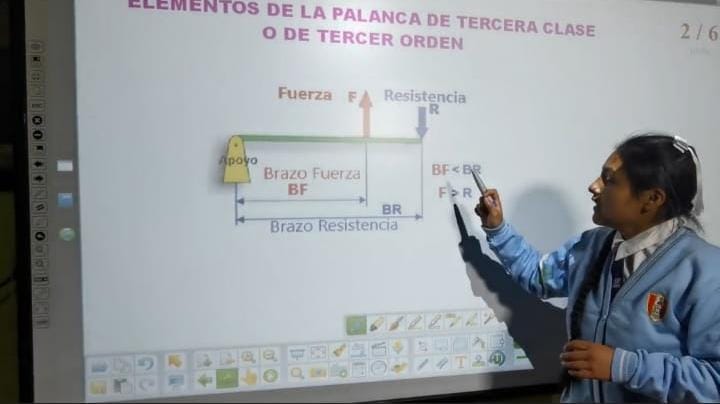 ELEMENTOS DE LA PALANCA DE TERCERA CLASE
O DE TERCER ORDEN
2 / 6
Fuerza F Resistencia
R
Apoyo
Brazo Fuerza
BF
BF < BR
F > R
BR
Brazo Resistencia